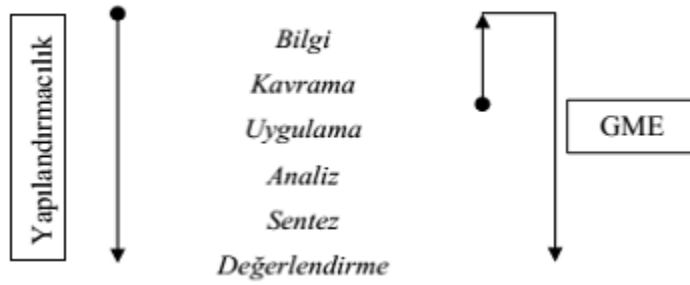 Yapılandırmacılık
Bilgi
Kavrama
Uygulama
Analiz
Sentez
Değerlendirme
GME